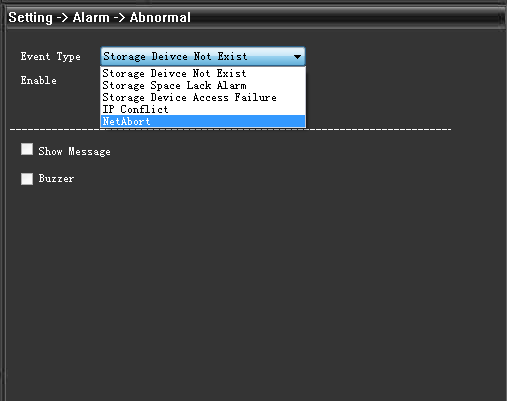 Setting -> Alarm -> Abnormal
Event Type
Storage Deivce Not Exist
Enable
Storage Deivce Not Exist
Storage Space Lack Alarm
Storage Device Access Failure
IP Conflict
NetAbort
Show Message
Buzzer